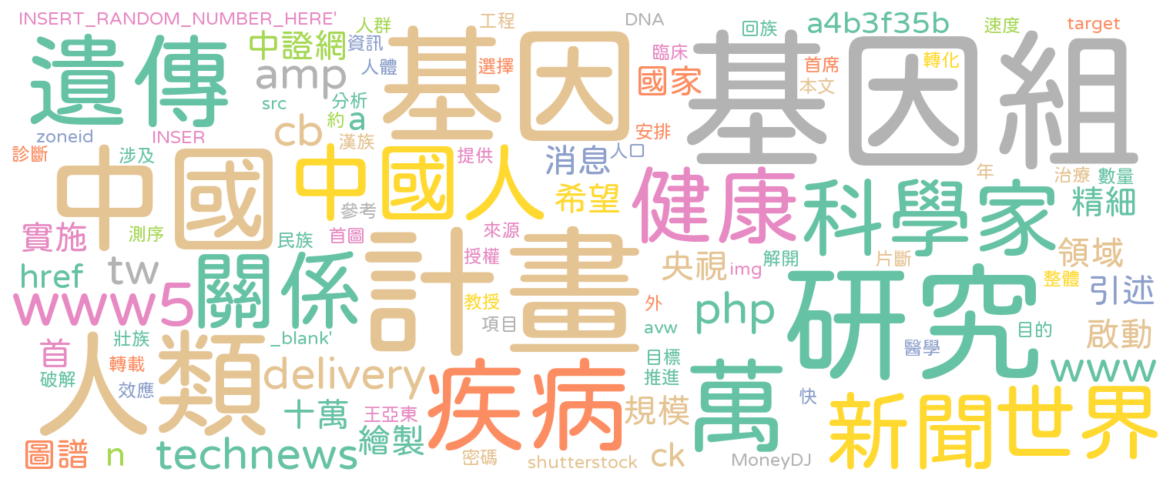 INSERT_RANDOM_NUMBER_HERE'
人群
工程
DNA
回族
a4b3f35b
速度
target
遺傳
中證網
資訊
基因
基因組
臨床
首席
轉化
amp
人體
選擇
國家
本文
src
分析
zoneid
INSER
約
a
cb
漢族
安排
診斷
涉及
中國
中國人
提供
消息
人口
健康
科學家
年
治療
數量
精細
希望
參考
實施
測序
民族
首圖
來源
計畫
授權
央視
img
解開
片斷
領域
整體
引述
href
tw
關係
www5
教授
項目
外
avw
php
研究
目的
啟動
壯族
_blank'
首
破解
轉載
效應
人類
delivery
疾病
目標
推進
醫學
www
萬
快
新聞
世界
十萬
王亞東
規模
繪製
圖譜
n
technews
密碼
shutterstock
ck
MoneyDJ